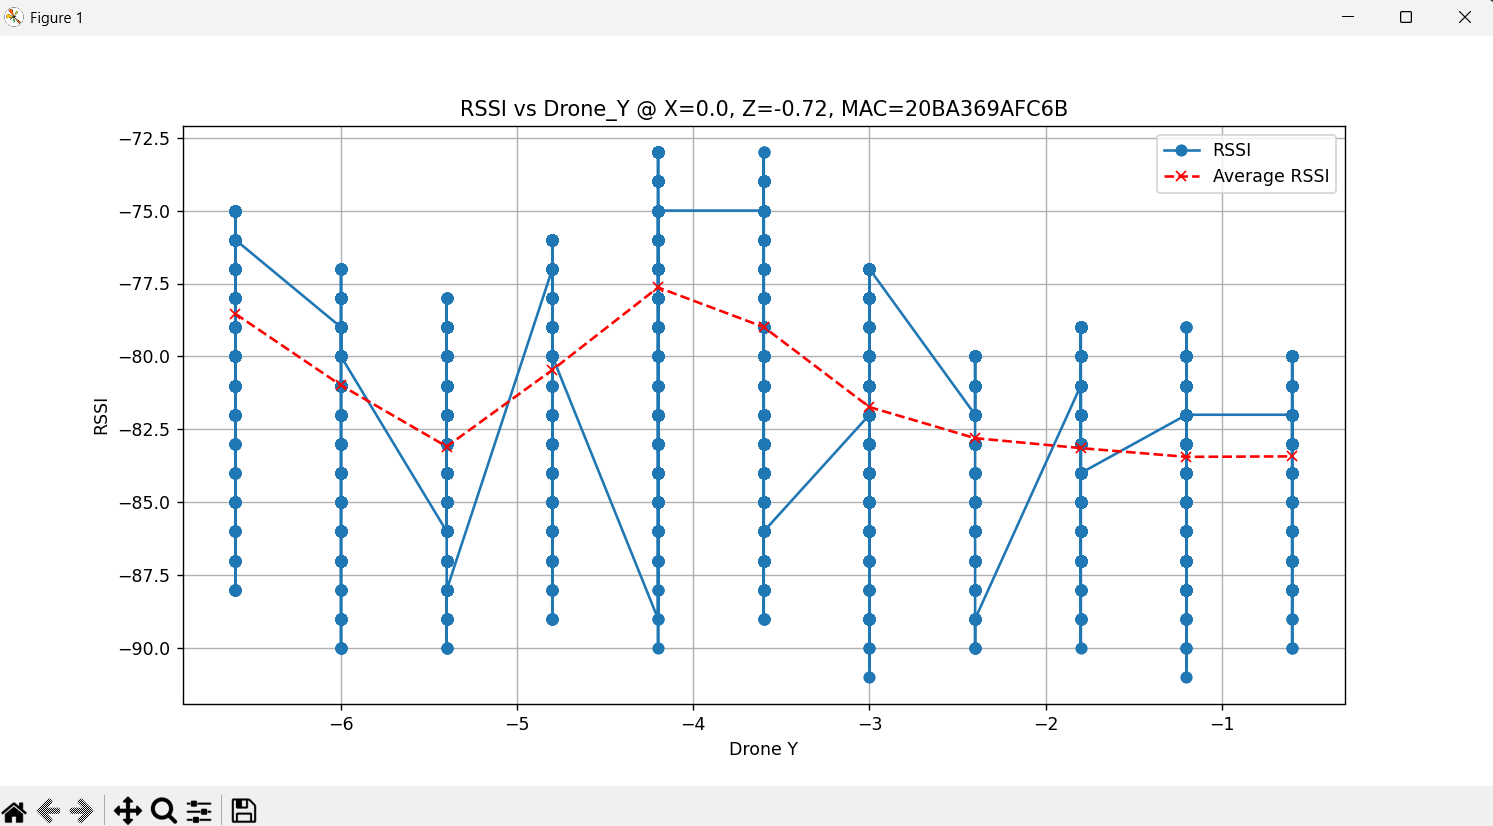 Figure 1
RSSI vs Drone_Y @ X=0.0, Z=-0.72, MAC=20BA369AFC6B
RSSI
Average RSSI
−72.5
−75.0
−77.5
−80.0
−82.5
−85.0
−87.5
−90.0
RSSI
−6 −5 −4 −3 −2 −1
Drone Y